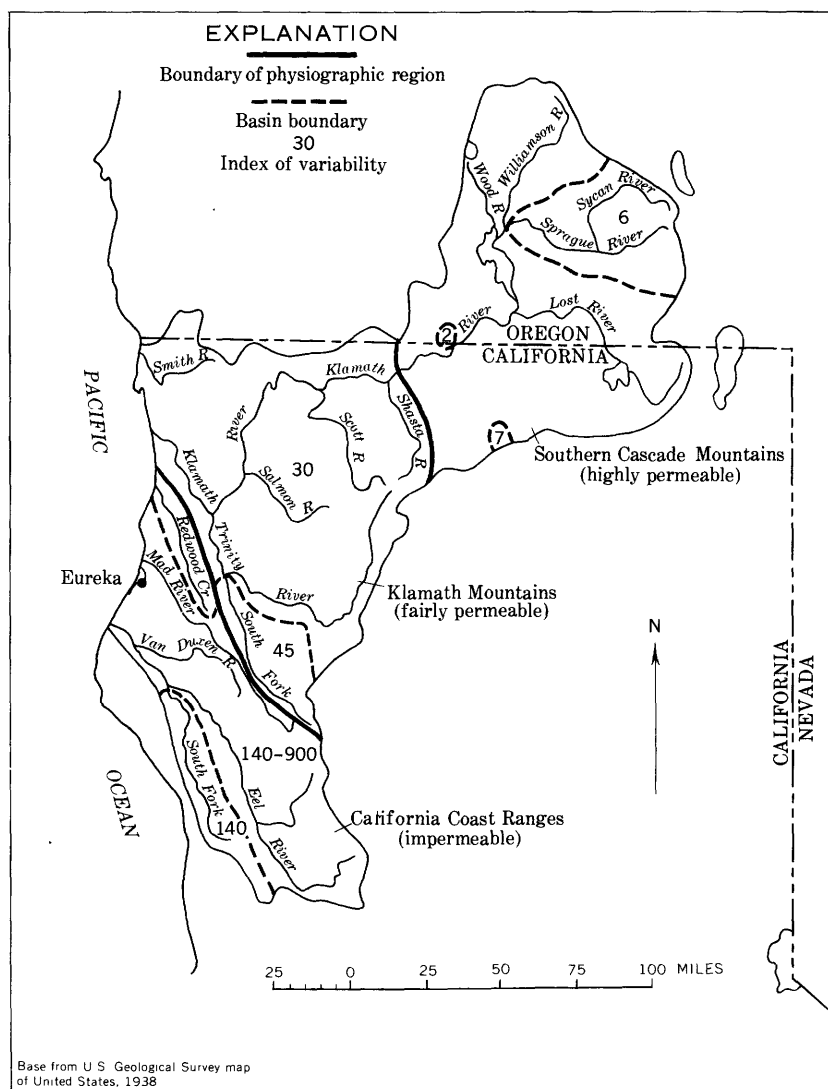 EXPLANATION
Boundary of physiographic region
Basin boundary
30
Index of variability
Wood R
Williamson R
Sycan River
6
Sprague River
Lost River
2
River
OREGON
CALIFORNIA
Smith R
Klamath
PACIFIC
River
Scott R
Shasta R
7
Southern Cascade Mountains
(highly permeable)
30
Salmon R
Klamath
Redwood Cr
Trinity
River
Mad River
Eureka
Klamath Mountains
(fairly permeable)
South Fork
45
N
Van Duzen R
CALIFORNIA
NEVADA
140-900
OCEAN
South Fork
140
Eel
River
California Coast Ranges
(impermeable)
25 0 25 50 75 100 MILES
Base from U S Geological Survey map
of United States, 1938